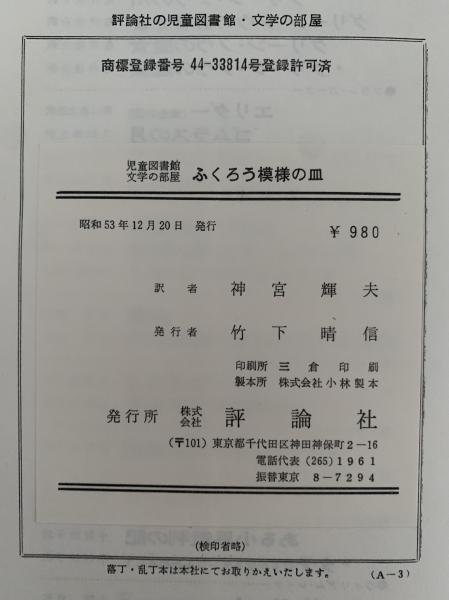 評論社の児童図書館・文学の部屋
商標登録番号 44-33814号登録許可済
児童図書館
文学の部屋 ふくろう模様の皿
昭和53年12月20日 発行
¥ 980
訳者 神宮輝夫
発行者 竹下晴信
印刷所 三倉印刷
製本所 株式会社小林製本
発行所 株式会社 評論社
(〒101) 東京都千代田区神田神保町2-16
電話代表 (265) 1961
振替東京 8-7294
(検印省略)
落丁・乱丁本は本社にてお取りかえいたします。 (A-3)